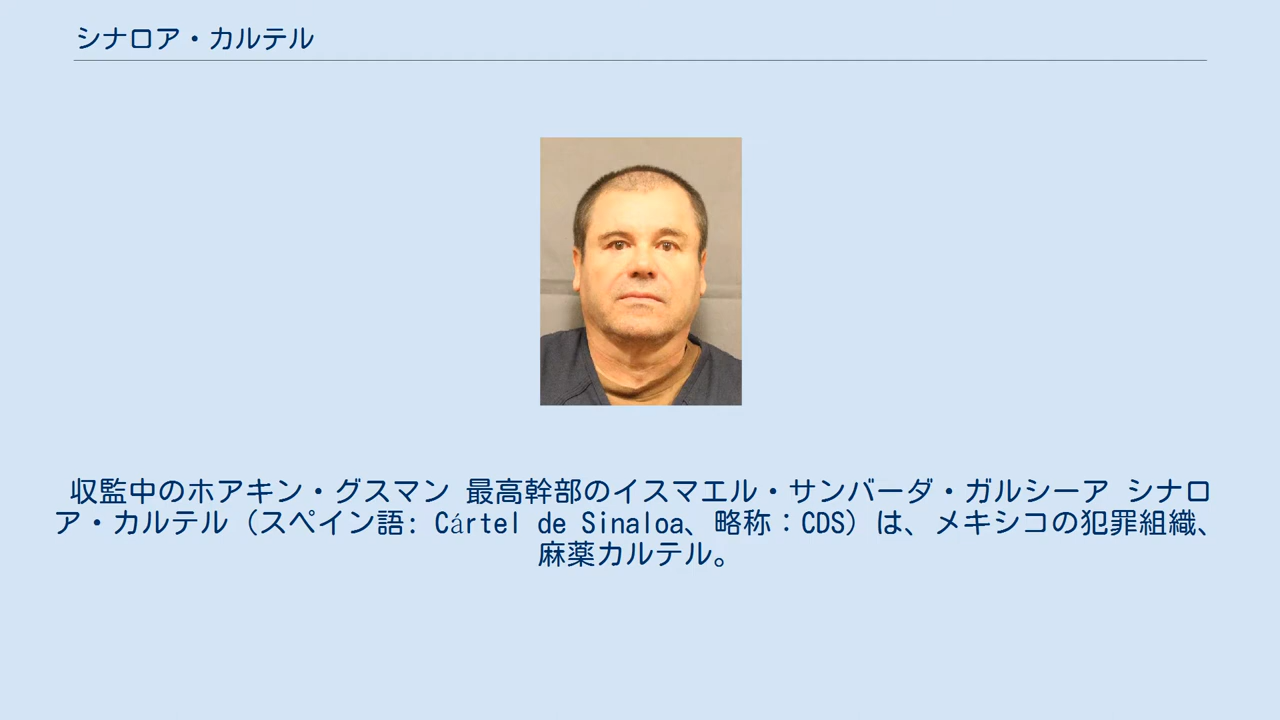 シナロア・カルテル
収監中のホアキン・グスマン 最高幹部のイスマエル・サンバーダ・ガルシーア シナロ
ア・カルテル（スペイン語: Cártel de Sinaloa、略称：CDS）は、メキシコの犯罪組織、
麻薬カルテル。